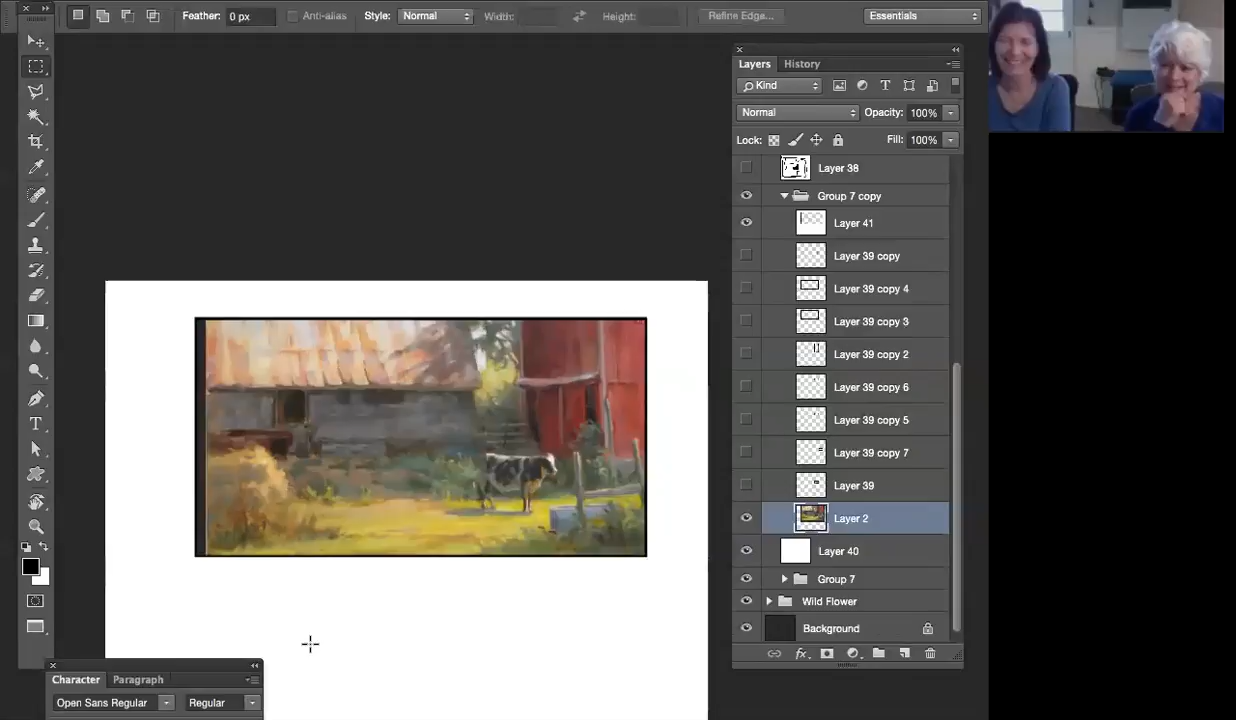 Feather: 0 px Anti-alias Style: Normal Width: Height: Refine Edge... Essentials
Layers History
Kind
Normal Opacity: 100%
Lock: Fill: 100%
Layer 38
Group 7 copy
Layer 41
Layer 39 copy
Layer 39 copy 4
Layer 39 copy 3
Layer 39 copy 2
Layer 39 copy 6
Layer 39 copy 5
Layer 39 copy 7
Layer 39
Layer 2
Layer 40
Group 7
Wild Flower
Background
Character Paragraph
Open Sans Regular Regular